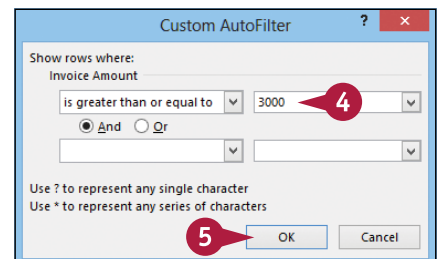 Custom AutoFilter ? ×
Show rows where:
Invoice Amount
is greater than or equal to 3000 4
And Or
Use ? to represent any single character
Use * to represent any series of characters
5 OK Cancel